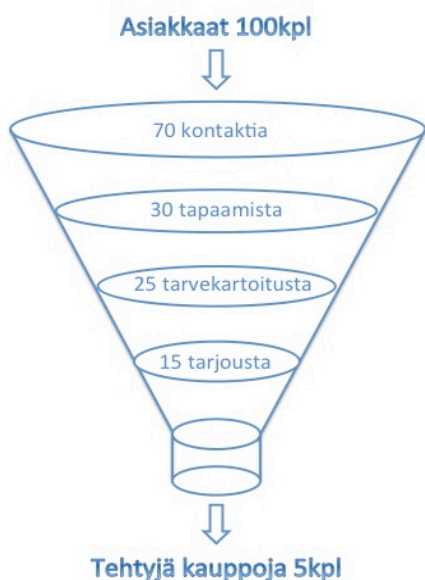 Asiakkaat 100kpl
70 kontaktia
30 tapaamista
25 tarvekartoitusta
15 tarjousta
Tehtyjä kauppoja 5kpl